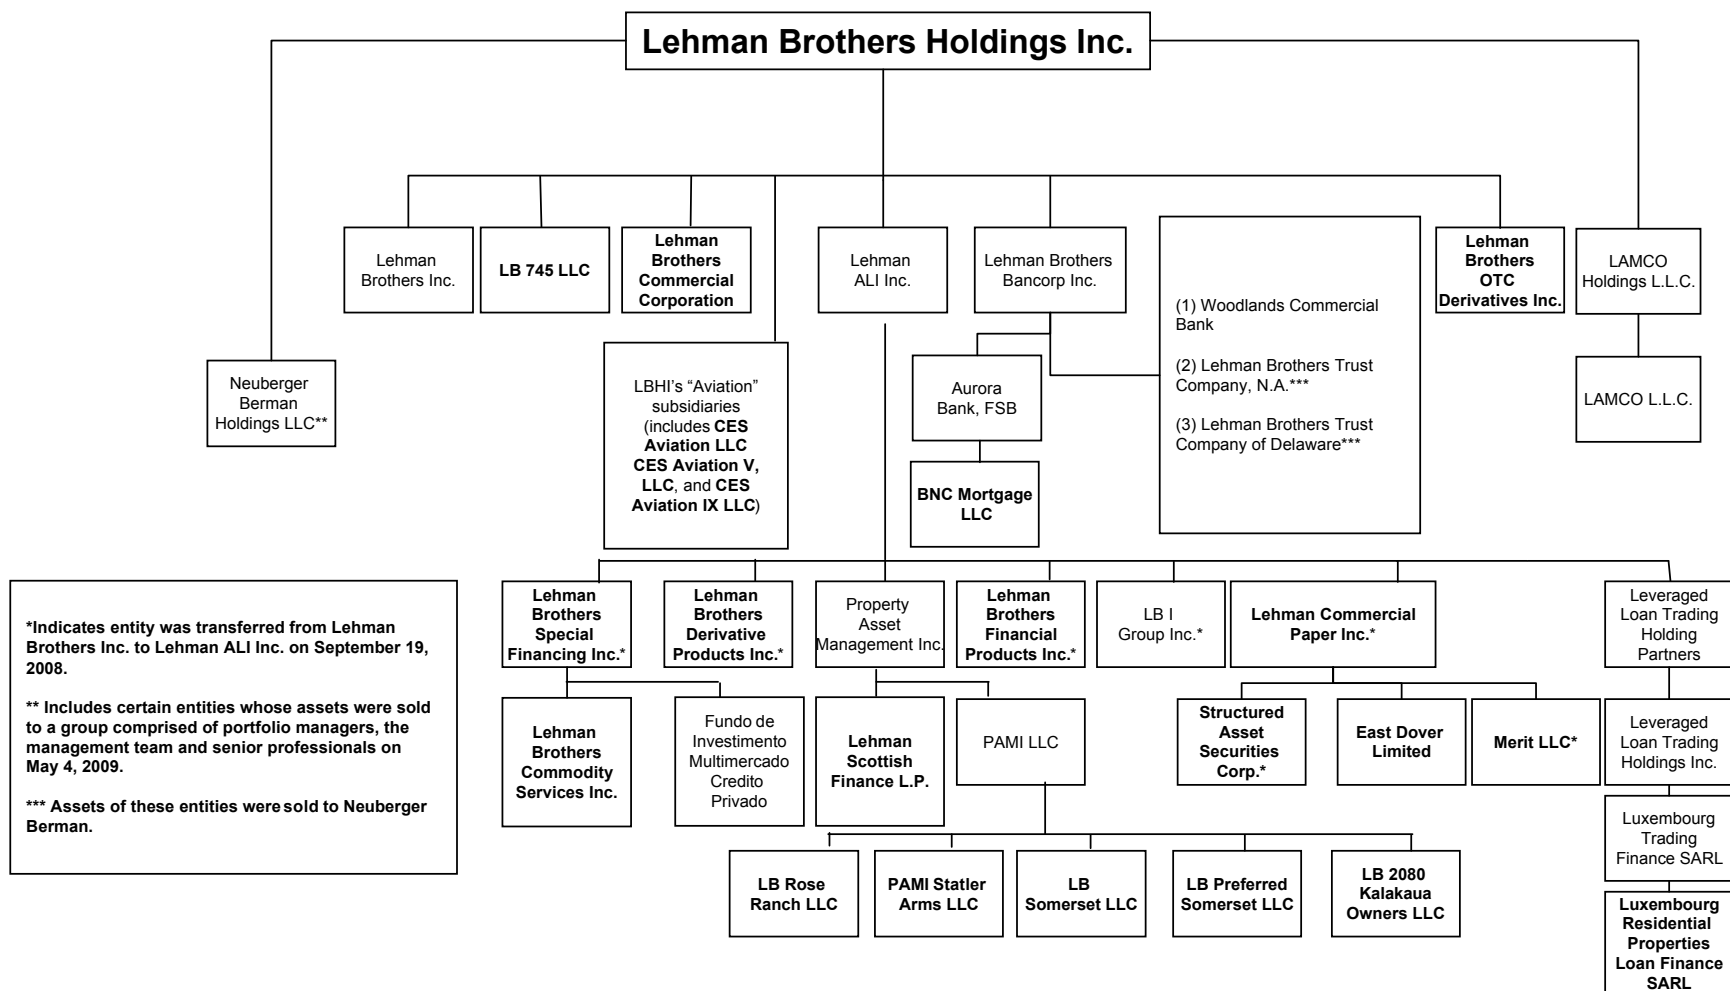 Lehman Brothers Holdings Inc.
Lehman
Brothers Inc.
LB 745 LLC
Lehman
Brothers
Commercial
Corporation
Lehman
ALI Inc.
Lehman Brothers
Bancorp Inc.
(1) Woodlands Commercial
Bank
(2) Lehman Brothers Trust
Company, N.A.***
(3) Lehman Brothers Trust
Company of Delaware***
Lehman
Brothers
OTC
Derivatives Inc.
LAMCO
Holdings L.L.C.
Neuberger
Berman
Holdings LLC**
LBHI’s “Aviation”
subsidiaries
(includes CES
Aviation LLC
CES Aviation V,
LLC, and CES
Aviation IX LLC)
Aurora
Bank, FSB
LAMCO L.L.C.
BNC Mortgage
LLC
*Indicates entity was transferred from Lehman
Brothers Inc. to Lehman ALI Inc. on September 19,
2008.
** Includes certain entities whose assets were sold
to a group comprised of portfolio managers, the
management team and senior professionals on
May 4, 2009.
*** Assets of these entities were sold to Neuberger
Berman.
Lehman
Brothers
Special
Financing Inc.*
Lehman
Brothers
Derivative
Products Inc.*
Property
Asset
Management Inc.
Lehman
Brothers
Financial
Products Inc.*
LB I
Group Inc.*
Lehman Commercial
Paper Inc.*
Leveraged
Loan Trading
Holding
Partners
Lehman
Brothers
Commodity
Services Inc.
Fundo de
Investimento
Multimercado
Credito
Privado
Lehman
Scottish
Finance L.P.
PAMI LLC
Structured
Asset
Securities
Corp.*
East Dover
Limited
Merit LLC*
Leveraged
Loan Trading
Holdings Inc.
Luxembourg
Trading
Finance SARL
LB Rose
Ranch LLC
PAMI Statler
Arms LLC
LB
Somerset LLC
LB Preferred
Somerset LLC
LB 2080
Kalakaua
Owners LLC
Luxembourg
Residential
Properties
Loan Finance
SARL